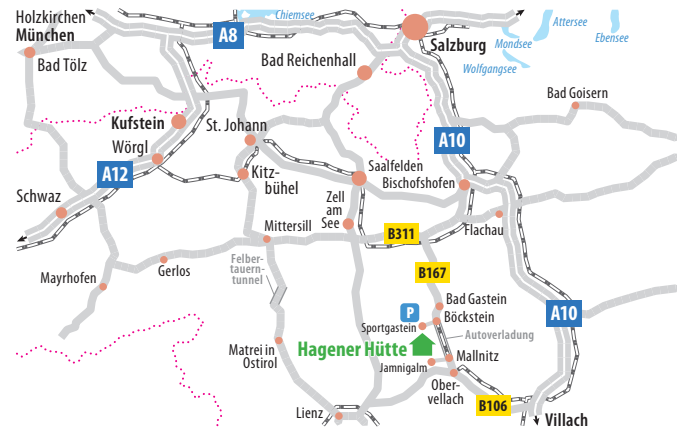 Holzkirchen
München
Bad Tölz
A8
Chiemsee
Salzburg
Mondsee
Attersee
Ebensee
Wolfgangsee
Bad Reichenhall
Bad Goisern
Kufstein
Wörgl
St. Johann
A10
A12
Kitz-
bühel
Saalfelden
Bischofshofen
Schwaz
Zell
am
See
Mittersill
B311
Flachau
Felber-
tauern-
tunnel
Gerlos
Mayrhofen
B167
P
Bad Gastein
Böckstein
Sportgastein
Autoverladung
A10
Hagener Hütte
Matrei in
Ostirol
Mallnitz
Jamnigalm
Ober-
vellach
Lienz
B106
Villach